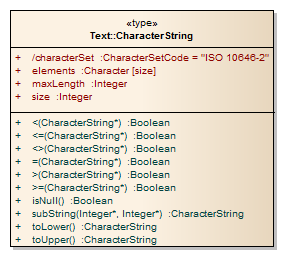 «type»
Text::CharacterString
+ /characterSet :CharacterSetCode = "ISO 10646-2"
+ elements :Character [size]
+ maxLength :Integer
+ size :Integer
+ <(CharacterString*) :Boolean
+ <=(CharacterString*) :Boolean
+ <>(CharacterString*) :Boolean
+ =(CharacterString*) :Boolean
+ >(CharacterString*) :Boolean
+ >=(CharacterString*) :Boolean
+ isNull() :Boolean
+ subString(Integer*, Integer*) :CharacterString
+ toLower() :CharacterString
+ toUpper() :CharacterString